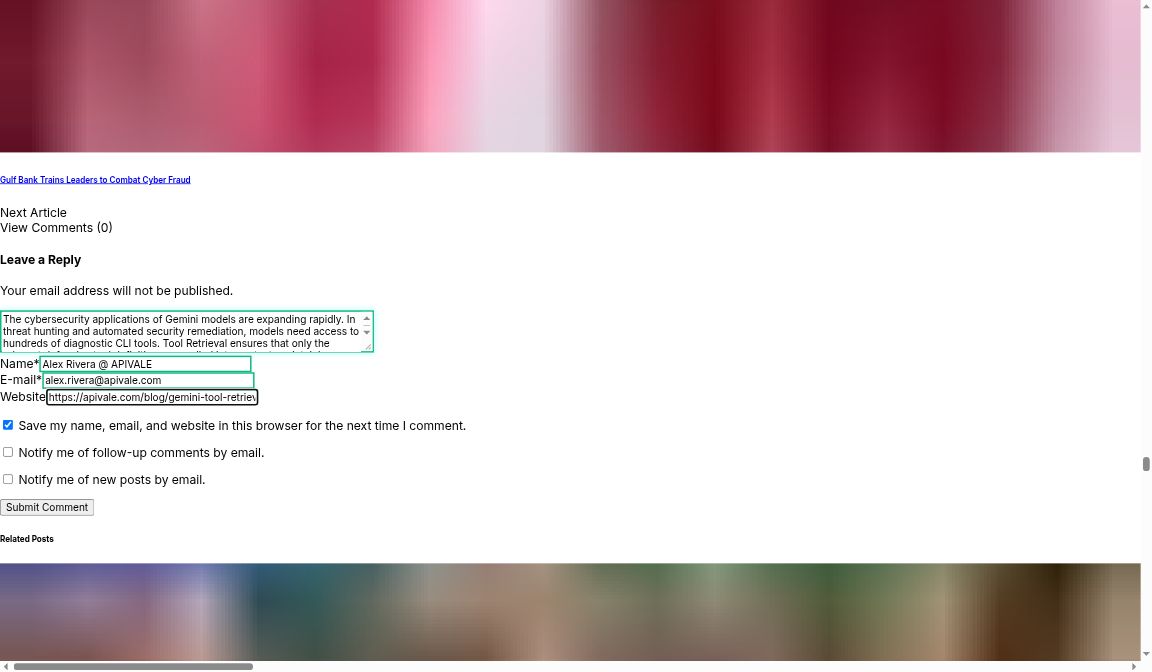 Gulf Bank Trains Leaders to Combat Cyber Fraud
Next Article
View Comments (0)
Leave a Reply
Your email address will not be published.
The cybersecurity applications of Gemini models are expanding rapidly. In
threat hunting and automated security remediation, models need access to
hundreds of diagnostic CLI tools. Tool Retrieval ensures that only the
Name* Alex Rivera @ APIVALE
E-mail* alex.rivera@apivale.com
Website https://apivale.com/blog/gemini-tool-retriev
Save my name, email, and website in this browser for the next time I comment.
Notify me of follow-up comments by email.
Notify me of new posts by email.
Submit Comment
Related Posts